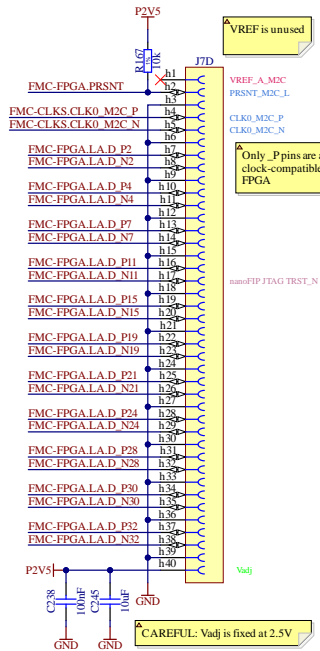 P2V5
VREF is unused
R167
1%
10k
J7D
h1
VREF_A_M2C
FMC-FPGA.PRSNT
h2
PRSNT_M2C_L
h3
FMC-CLKS.CLK0_M2C_P
h4
CLK0_M2C_P
FMC-CLKS.CLK0_M2C_N
h5
CLK0_M2C_N
h6
FMC-FPGA.LA.D_P2
h7
Only _P pins are a
clock-compatible
FPGA
FMC-FPGA.LA.D_N2
h8
h9
FMC-FPGA.LA.D_P4
h10
FMC-FPGA.LA.D_N4
h11
h12
FMC-FPGA.LA.D_P7
h13
FMC-FPGA.LA.D_N7
h14
h15
FMC-FPGA.LA.D_P11
h16
FMC-FPGA.LA.D_N11
h17
nanoFIP JTAG TRST_N
h18
FMC-FPGA.LA.D_P15
h19
FMC-FPGA.LA.D_N15
h20
h21
FMC-FPGA.LA.D_P19
h22
FMC-FPGA.LA.D_N19
h23
h24
FMC-FPGA.LA.D_P21
h25
FMC-FPGA.LA.D_N21
h26
h27
FMC-FPGA.LA.D_P24
h28
FMC-FPGA.LA.D_N24
h29
h30
FMC-FPGA.LA.D_P28
h31
FMC-FPGA.LA.D_N28
h32
h33
FMC-FPGA.LA.D_P30
h34
FMC-FPGA.LA.D_N30
h35
h36
FMC-FPGA.LA.D_P32
h37
FMC-FPGA.LA.D_N32
h38
h39
P2V5
h40
Vadj
C238
100nF
C245
10uF
GND
GND
GND
CAREFUL: Vadj is fixed at 2.5V